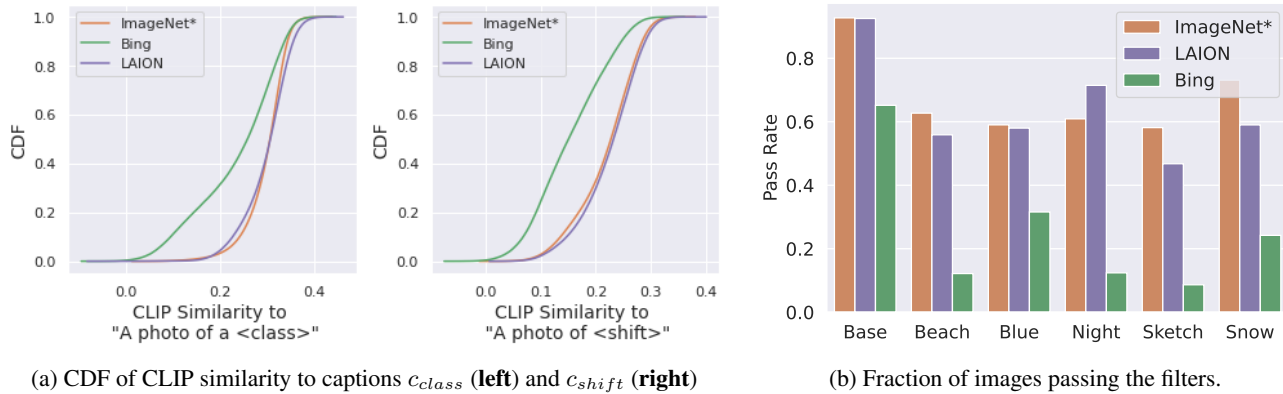 1.0
0.8
0.6
0.4
0.2
0.0
CDF
ImageNet*
Bing
LAION
0.0 0.2 0.4
CLIP Similarity to
"A photo of a <class>"
1.0
0.8
0.6
0.4
0.2
0.0
CDF
ImageNet*
Bing
LAION
0.0 0.1 0.2 0.3 0.4
CLIP Similarity to
"A photo of <shift>"
0.8
0.6
0.4
0.2
0.0
Pass Rate
ImageNet*
LAION
Bing
Base Beach Blue Night Sketch Snow
(a) CDF of CLIP similarity to captions c_class (left) and c_shift (right)
(b) Fraction of images passing the filters.